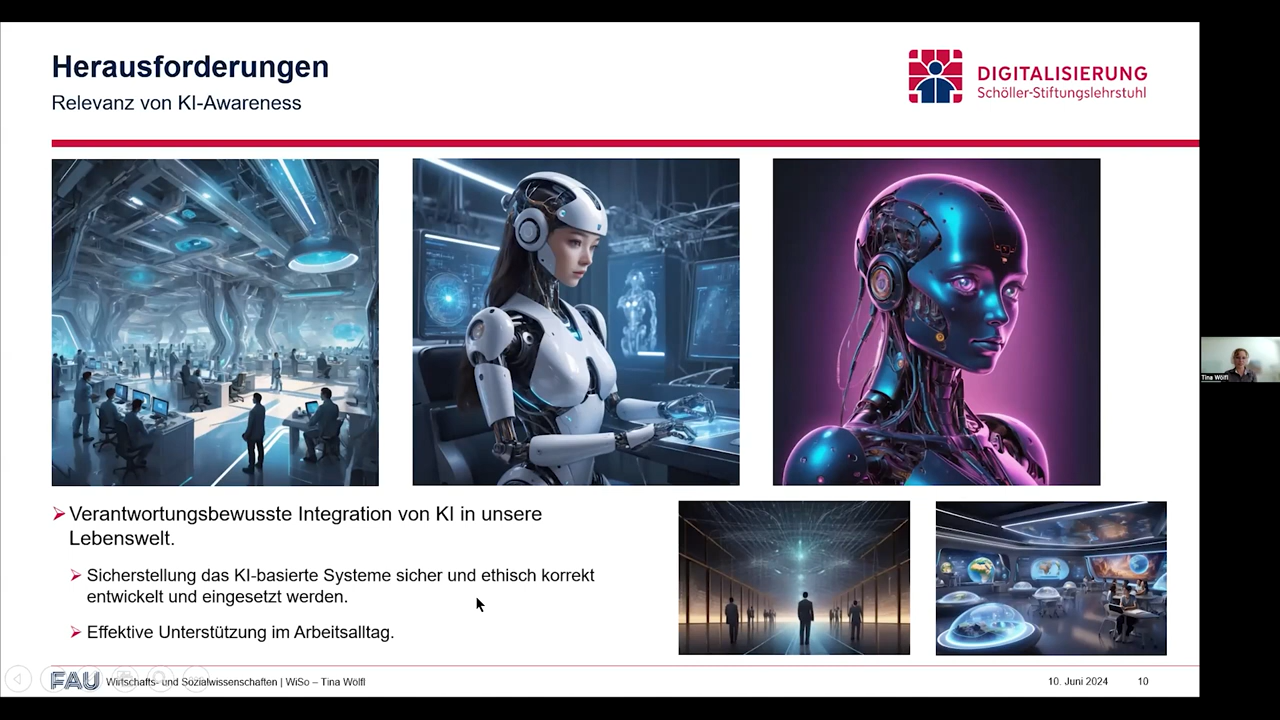 Herausforderungen
Relevanz von KI-Awareness
DIGITALISIERUNG
Schöller-Stiftungslehrstuhl
Verantwortungsbewusste Integration von KI in unsere
Lebenswelt.
Sicherstellung das KI-basierte Systeme sicher und ethisch korrekt
entwickelt und eingesetzt werden.
Effektive Unterstützung im Arbeitsalltag.
Tina Wölfl
FAU Wirtschafts- und Sozialwissenschaften | WiSo – Tina Wölfl
10. Juni 2024 10